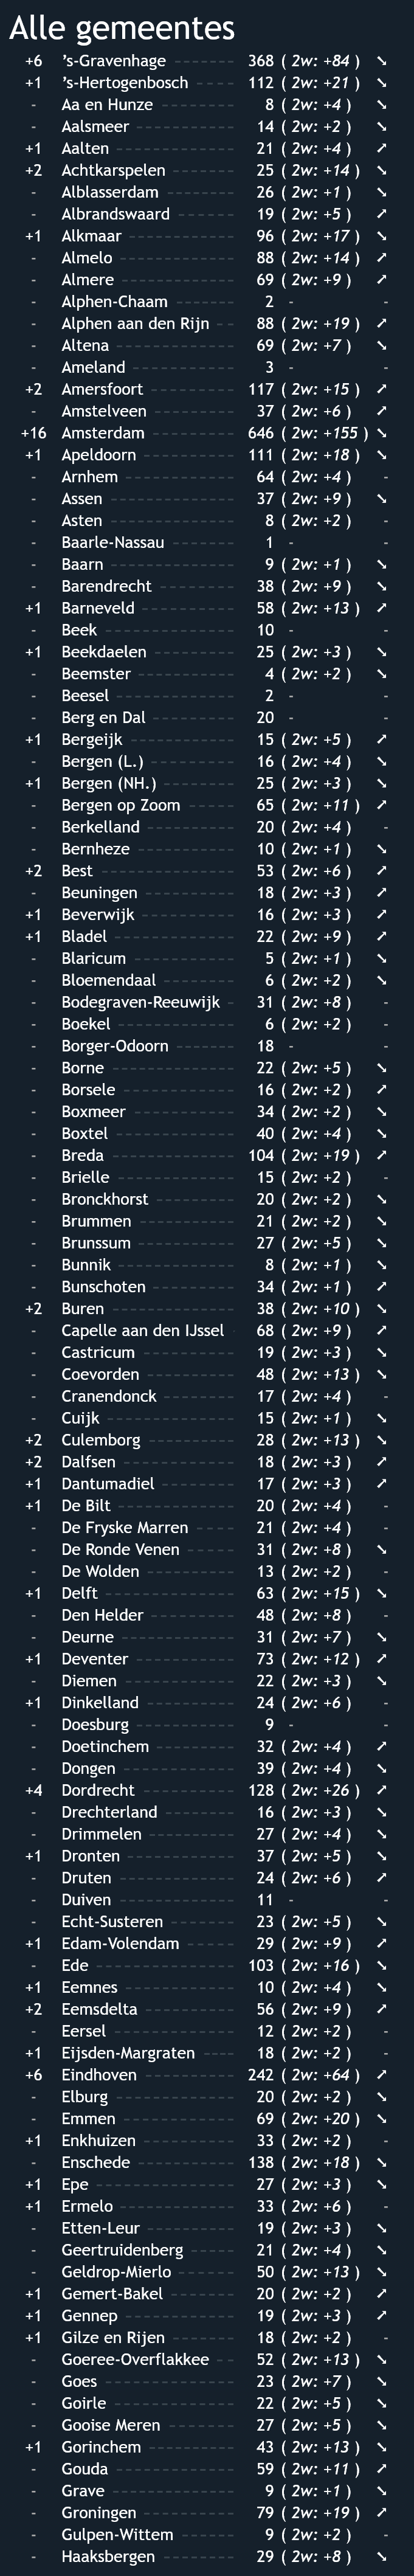 Alle gemeentes
+6 ’s-Gravenhage 368 ( 2w: +84 ) ➘
+1 ’s-Hertogenbosch 112 ( 2w: +21 ) ➘
- Aa en Hunze 8 ( 2w: +4 ) ➘
- Aalsmeer 14 ( 2w: +2 ) ➘
+1 Aalten 21 ( 2w: +4 ) ➚
+2 Achtkarspelen 25 ( 2w: +14 ) ➘
- Alblasserdam 26 ( 2w: +1 ) ➘
- Albrandswaard 19 ( 2w: +5 ) ➚
+1 Alkmaar 96 ( 2w: +17 ) ➘
- Almelo 88 ( 2w: +14 ) ➚
- Almere 69 ( 2w: +9 ) ➚
- Alphen-Chaam 2 - -
- Alphen aan den Rijn 88 ( 2w: +19 ) ➚
- Altena 69 ( 2w: +7 ) ➘
- Ameland 3 - -
+2 Amersfoort 117 ( 2w: +15 ) ➚
- Amstelveen 37 ( 2w: +6 ) ➚
+16 Amsterdam 646 ( 2w: +155 ) ➘
+1 Apeldoorn 111 ( 2w: +18 ) ➘
- Arnhem 64 ( 2w: +4 ) -
- Assen 37 ( 2w: +9 ) ➘
- Asten 8 ( 2w: +2 ) -
- Baarle-Nassau 1 - -
- Baarn 9 ( 2w: +1 ) ➘
- Barendrecht 38 ( 2w: +9 ) ➘
+1 Barneveld 58 ( 2w: +13 ) ➚
- Beek 10 - -
+1 Beekdaelen 25 ( 2w: +3 ) ➘
- Beemster 4 ( 2w: +2 ) ➘
- Beesel 2 - -
- Berg en Dal 20 - -
+1 Bergeijk 15 ( 2w: +5 ) ➚
- Bergen (L.) 16 ( 2w: +4 ) ➘
+1 Bergen (NH.) 25 ( 2w: +3 ) ➘
- Bergen op Zoom 65 ( 2w: +11 ) ➚
- Berkelland 20 ( 2w: +4 ) -
- Bernheze 10 ( 2w: +1 ) ➘
+2 Best 53 ( 2w: +6 ) ➚
- Beuningen 18 ( 2w: +3 ) ➚
+1 Beverwijk 16 ( 2w: +3 ) ➚
+1 Bladel 22 ( 2w: +9 ) ➚
- Blaricum 5 ( 2w: +1 ) ➘
- Bloemendaal 6 ( 2w: +2 ) ➘
- Bodegraven-Reeuwijk 31 ( 2w: +8 ) -
- Boekel 6 ( 2w: +2 ) -
- Borger-Odoorn 18 - -
- Borne 22 ( 2w: +5 ) ➘
- Borsele 16 ( 2w: +2 ) ➚
- Boxmeer 34 ( 2w: +2 ) ➘
- Boxtel 40 ( 2w: +4 ) ➘
- Breda 104 ( 2w: +19 ) ➚
- Brielle 15 ( 2w: +2 ) -
- Bronckhorst 20 ( 2w: +2 ) ➘
- Brummen 21 ( 2w: +2 ) ➘
- Brunssum 27 ( 2w: +5 ) ➘
- Bunnik 8 ( 2w: +1 ) ➘
- Bunschoten 34 ( 2w: +1 ) ➚
+2 Buren 38 ( 2w: +10 ) ➘
- Capelle aan den IJssel 68 ( 2w: +9 ) ➚
- Castricum 19 ( 2w: +3 ) ➘
- Coevorden 48 ( 2w: +13 ) ➘
- Cranendonck 17 ( 2w: +4 ) -
- Cuijk 15 ( 2w: +1 ) ➘
+2 Culemborg 28 ( 2w: +13 ) ➘
+2 Dalfsen 18 ( 2w: +3 ) ➚
+1 Dantumadiel 17 ( 2w: +3 ) ➚
+1 De Bilt 20 ( 2w: +4 ) -
- De Fryske Marren 21 ( 2w: +4 ) -
- De Ronde Venen 31 ( 2w: +8 ) ➘
- De Wolden 13 ( 2w: +2 ) -
+1 Delft 63 ( 2w: +15 ) ➘
- Den Helder 48 ( 2w: +8 ) -
- Deurne 31 ( 2w: +7 ) ➘
+1 Deventer 73 ( 2w: +12 ) ➚
- Diemen 22 ( 2w: +3 ) ➘
+1 Dinkelland 24 ( 2w: +6 ) -
- Doesburg 9 - -
- Doetinchem 32 ( 2w: +4 ) ➚
- Dongen 39 ( 2w: +4 ) ➘
+4 Dordrecht 128 ( 2w: +26 ) ➚
- Drechterland 16 ( 2w: +3 ) ➘
- Drimmelen 27 ( 2w: +4 ) ➘
+1 Dronten 37 ( 2w: +5 ) ➘
- Druten 24 ( 2w: +6 ) ➚
- Duiven 11 - -
- Echt-Susteren 23 ( 2w: +5 ) ➘
+1 Edam-Volendam 29 ( 2w: +9 ) ➚
- Ede 103 ( 2w: +16 ) ➘
+1 Eemnes 10 ( 2w: +4 ) ➘
+2 Eemsdelta 56 ( 2w: +9 ) ➚
- Eersel 12 ( 2w: +2 ) -
+1 Eijsden-Margraten 18 ( 2w: +2 ) -
+6 Eindhoven 242 ( 2w: +64 ) ➚
- Elburg 20 ( 2w: +2 ) ➘
- Emmen 69 ( 2w: +20 ) ➘
+1 Enkhuizen 33 ( 2w: +2 ) -
- Enschede 138 ( 2w: +18 ) ➘
+1 Epe 27 ( 2w: +3 ) ➘
+1 Ermelo 33 ( 2w: +6 ) -
- Etten-Leur 19 ( 2w: +3 ) ➘
- Geertruidenberg 21 ( 2w: +4 ) ➘
- Geldrop-Mierlo 50 ( 2w: +13 ) ➘
+1 Gemert-Bakel 20 ( 2w: +2 ) ➚
+1 Gennep 19 ( 2w: +3 ) ➚
+1 Gilze en Rijen 18 ( 2w: +2 ) -
- Goeree-Overflakkee 52 ( 2w: +13 ) ➘
- Goes 23 ( 2w: +7 ) ➘
- Goirle 22 ( 2w: +5 ) ➘
- Gooise Meren 27 ( 2w: +5 ) ➘
+1 Gorinchem 43 ( 2w: +13 ) ➘
- Gouda 59 ( 2w: +11 ) ➚
- Grave 9 ( 2w: +1 ) ➘
- Groningen 79 ( 2w: +19 ) ➚
- Gulpen-Wittem 9 ( 2w: +2 ) -
- Haaksbergen 29 ( 2w: +8 ) ➘